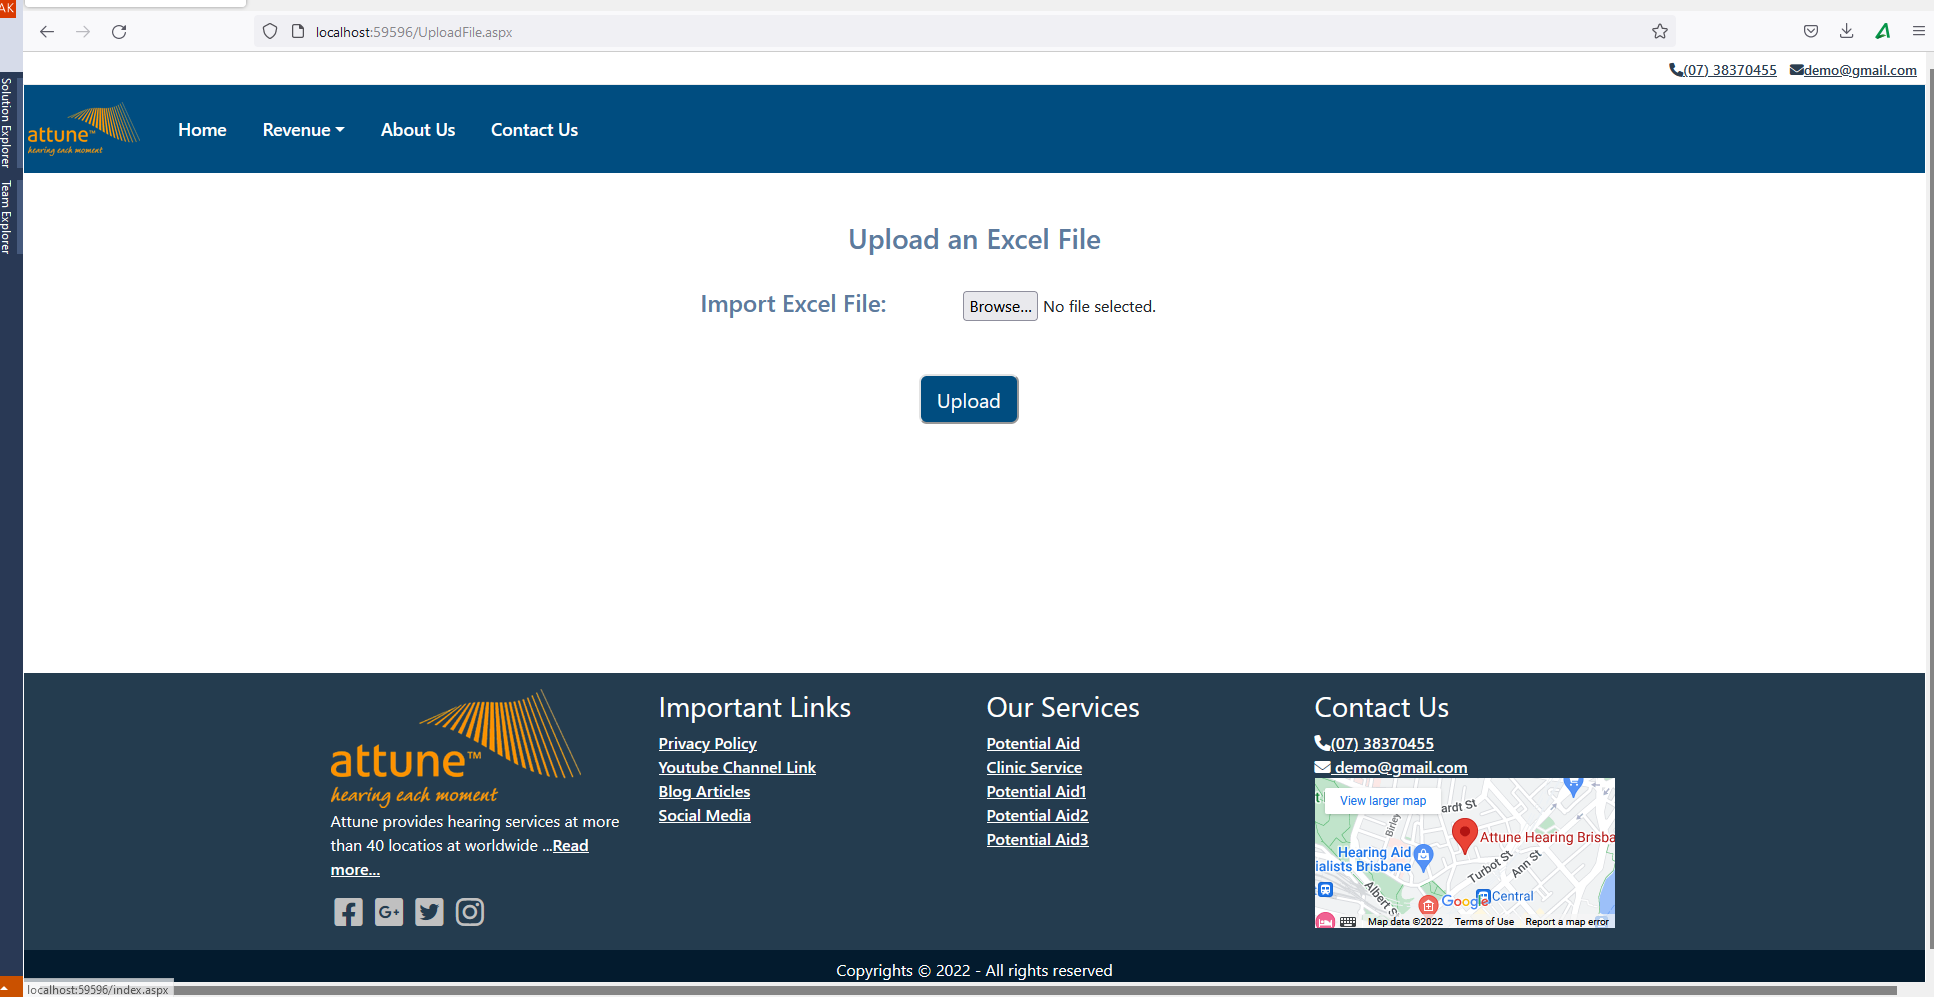 AK
localhost:59596/UploadFile.aspx
Solution Explorer
Team Explorer
(07) 38370455 demo@gmail.com
attune™
hearing each moment
Home Revenue About Us Contact Us
Upload an Excel File
Import Excel File: Browse... No file selected.
Upload
attune™
hearing each moment
Attune provides hearing services at more
than 40 locatios at worldwide ...Read
more...
G+
Important Links
Privacy Policy
Youtube Channel Link
Blog Articles
Social Media
Our Services
Potential Aid
Clinic Service
Potential Aid1
Potential Aid2
Potential Aid3
Contact Us
(07) 38370455
demo@gmail.com
View larger map
ardt St
Birley
Attune Hearing Brisba
Hearing Aid
ialists Brisbane
Turbot St
Ann St
Albert S
Central
Google
Map data ©2022 Terms of Use Report a map error
Copyrights © 2022 - All rights reserved
localhost:59596/index.aspx